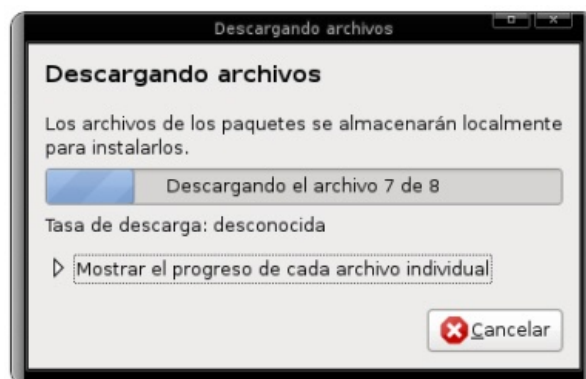 Descargando archivos
Descargando archivos
Los archivos de los paquetes se almacenarán localmente
para instalarlos.
Descargando el archivo 7 de 8
Tasa de descarga: desconocida
Mostrar el progreso de cada archivo individual
Cancelar